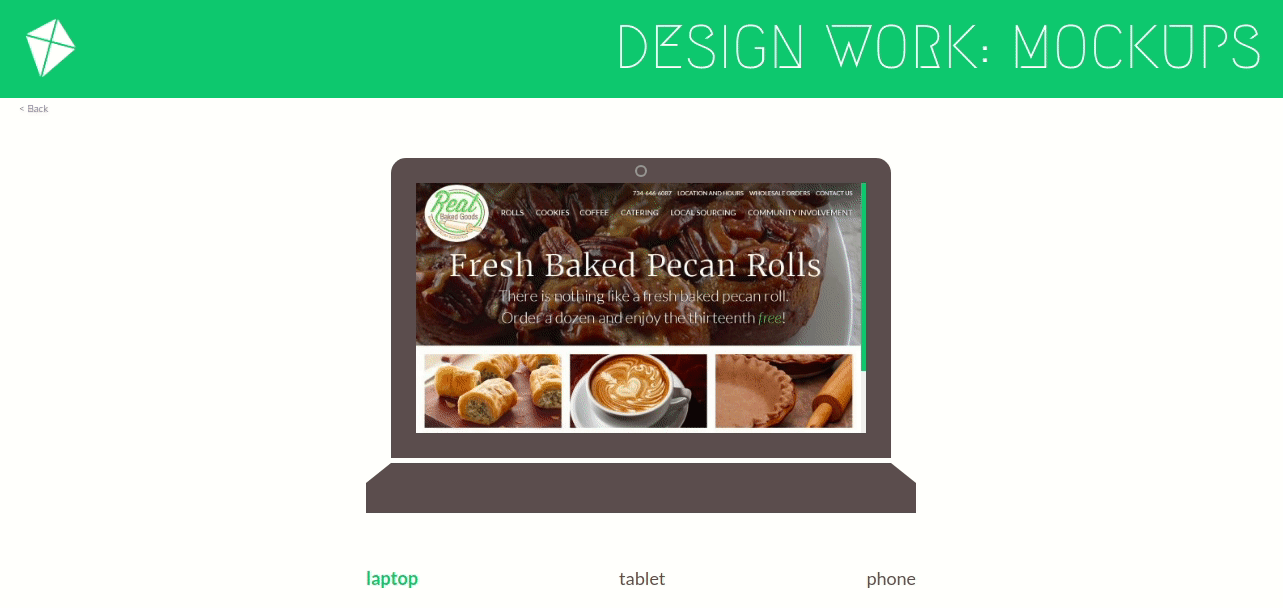 DESIGN WORK: MOCKUPS
< Back
734-646-6087 LOCATION AND HOURS WHOLESALE ORDERS CONTACT US
Real
Baked Goods
ROLLS COOKIES COFFEE CATERING LOCAL SOURCING COMMUNITY INVOLVEMENT
Fresh Baked Pecan Rolls
There is nothing like a fresh baked pecan roll.
Order a dozen and enjoy the thirteenth free!
laptop tablet phone